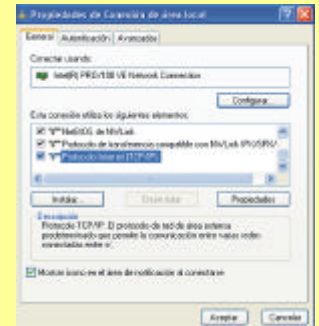 Propiedades de Conexión de área local
General Autenticación Avanzadas
Conectar usando:
Intel(R) PRO/100 VE Network Connection
Configurar...
Esta conexión utiliza los siguientes elementos:
NetBIOS de NWLink
Protocolo de transferencia compatible con NWLink IPX/SPX/
Protocolo Internet (TCP/IP)
Instalar... Desinstalar Propiedades
Descripción
Protocolo TCP/IP. El protocolo de red de área extensa
predeterminado que permite la comunicación entre varias redes
conectadas entre sí.
Mostrar icono en el área de notificación al conectarse
Aceptar Cancelar